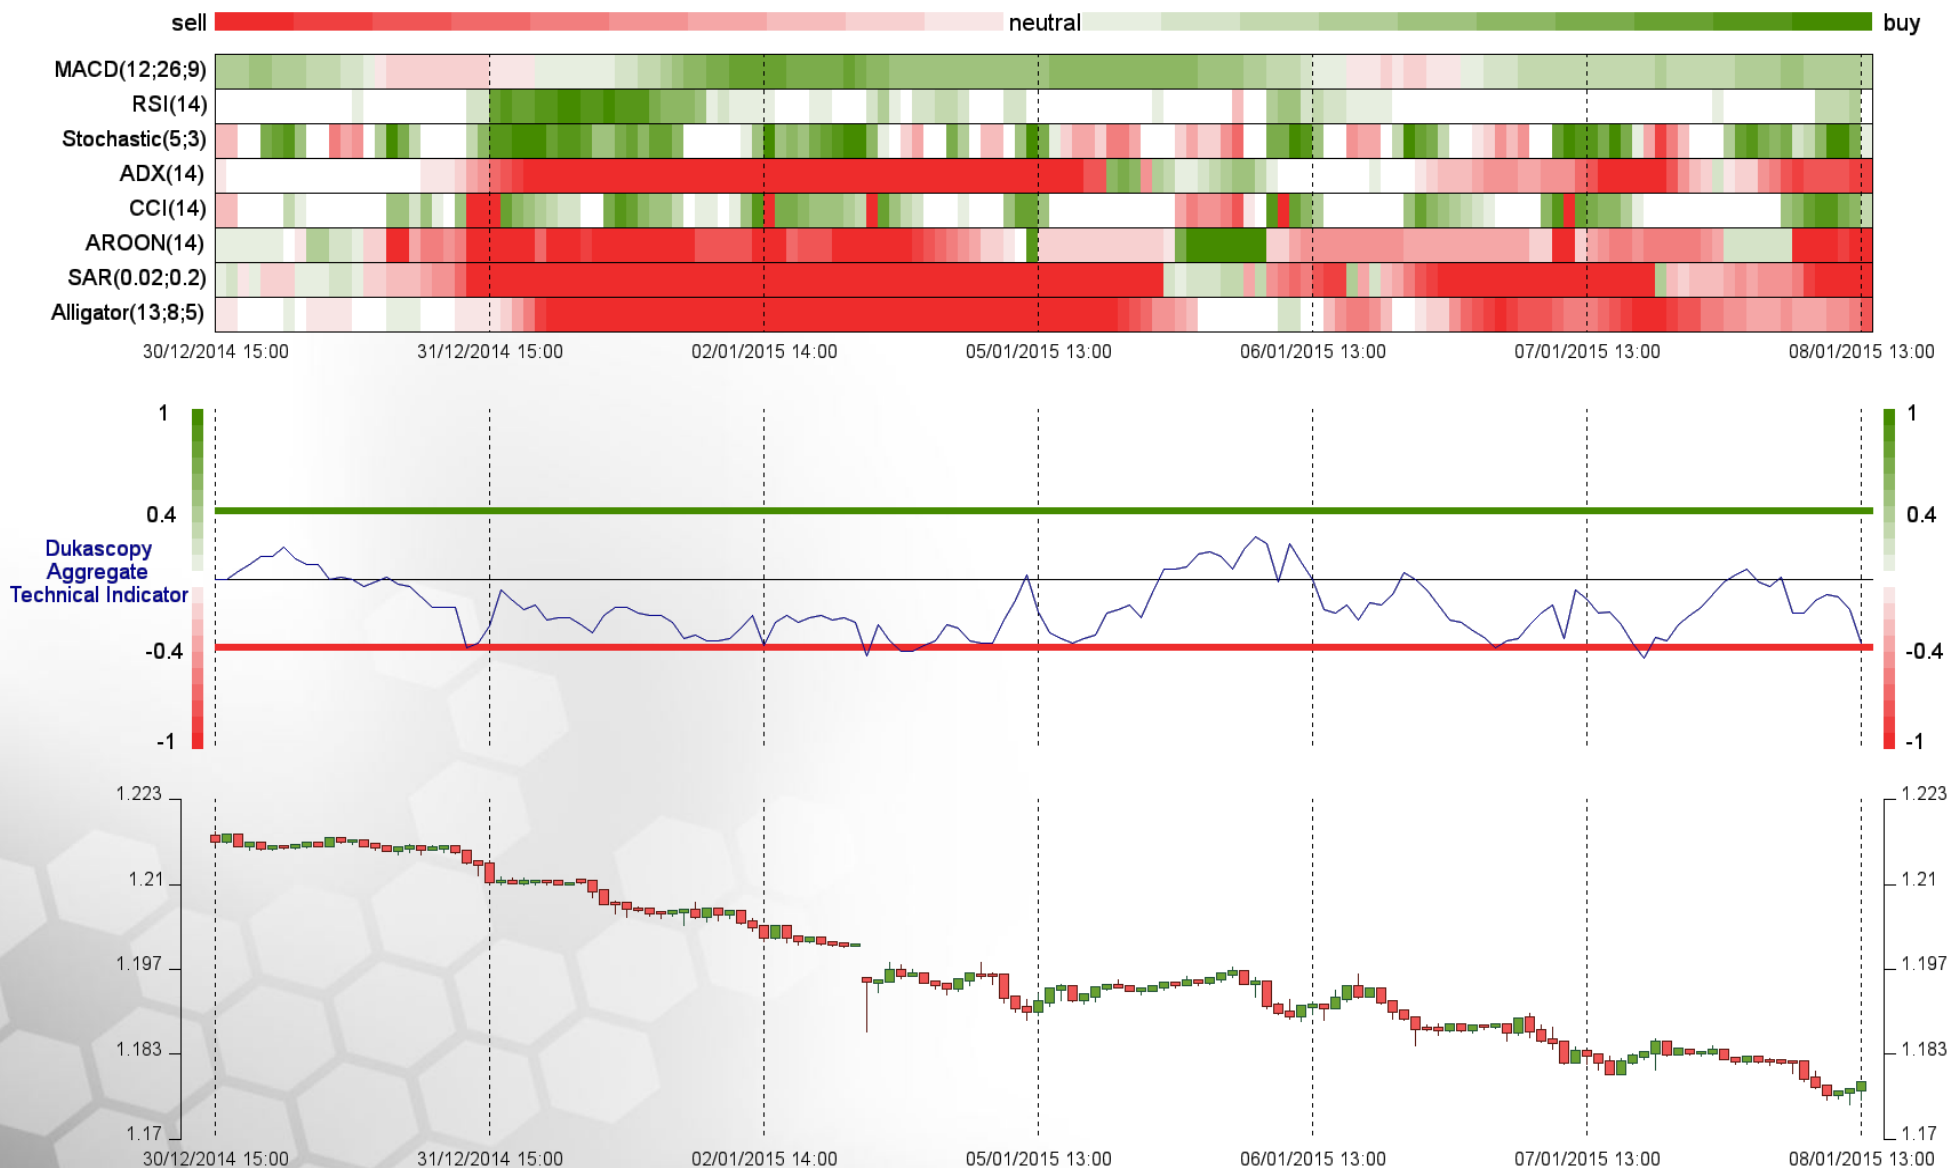 sell neutral buy
MACD(12;26;9)
RSI(14)
Stochastic(5;3)
ADX(14)
CCI(14)
AROON(14)
SAR(0.02;0.2)
Alligator(13;8;5)
30/12/2014 15:00 31/12/2014 15:00 02/01/2015 14:00 05/01/2015 13:00 06/01/2015 13:00 07/01/2015 13:00 08/01/2015 13:00
1 1
0.4 0.4
Dukascopy
Aggregate
Technical Indicator
-0.4 -0.4
-1 -1
1.223 1.223
1.21 1.21
1.197 1.197
1.183 1.183
1.17 1.17
30/12/2014 15:00 31/12/2014 15:00 02/01/2015 14:00 05/01/2015 13:00 06/01/2015 13:00 07/01/2015 13:00 08/01/2015 13:00